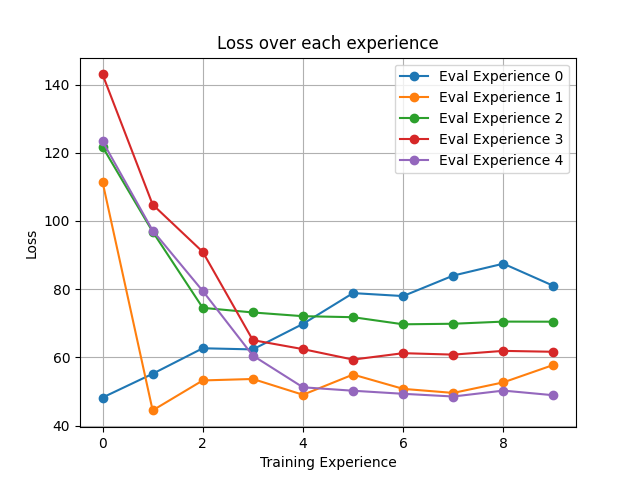 Loss over each experience
140
120
100
80
60
40
Loss
0
2
4
6
8
Training Experience
Eval Experience 0
Eval Experience 1
Eval Experience 2
Eval Experience 3
Eval Experience 4